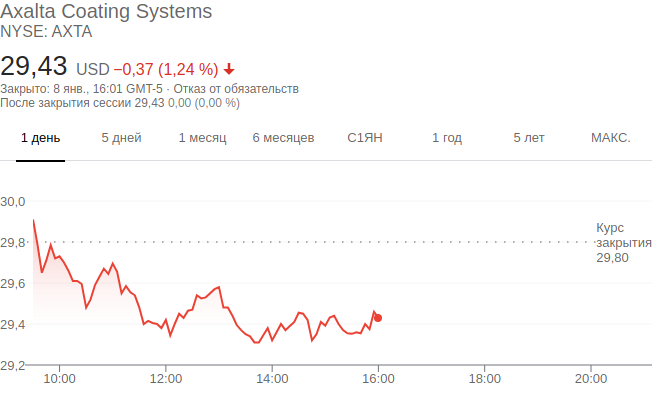 Axalta Coating Systems
NYSE: AXTA
29,43 USD −0,37 (1,24 %)
Закрыто: 8 янв., 16:01 GMT-5 · Отказ от обязательств
После закрытия сессии 29,43 0,00 (0,00 %)
1 день 5 дней 1 месяц 6 месяцев С1ЯН 1 год 5 лет МАКС.
30,0
29,8
29,6
29,4
29,2
Курс
закрытия
29,80
10:00 12:00 14:00 16:00 18:00 20:00